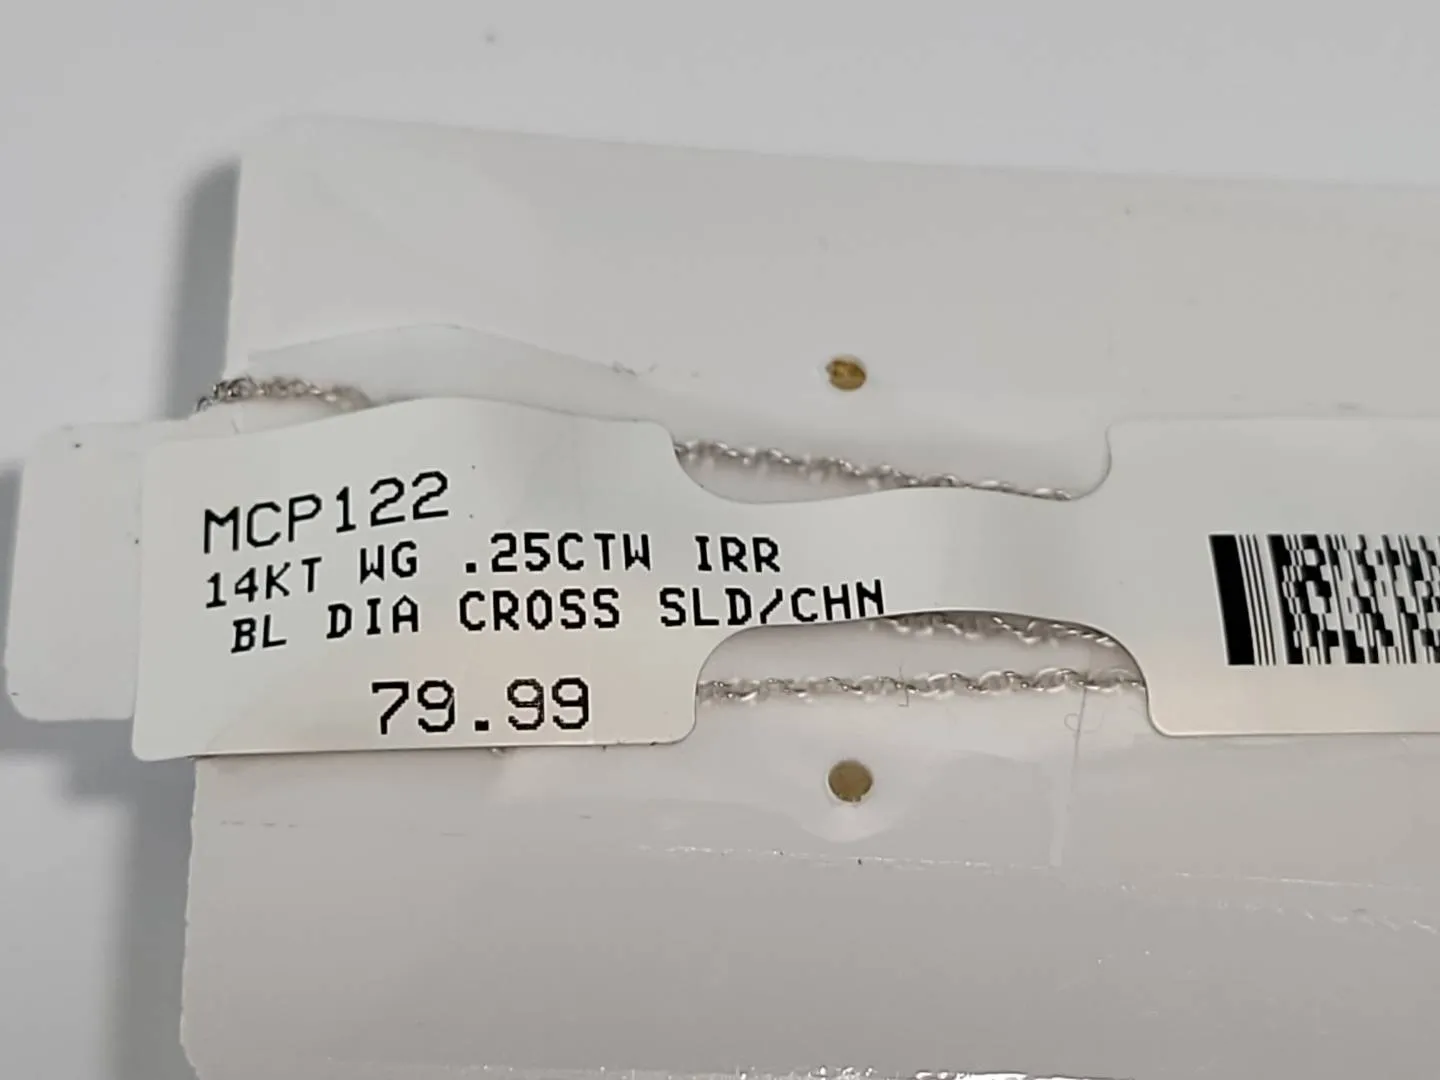 MCP122
14KT WG .25CTW IRR
BL DIA CROSS SLD/CHN
79.99